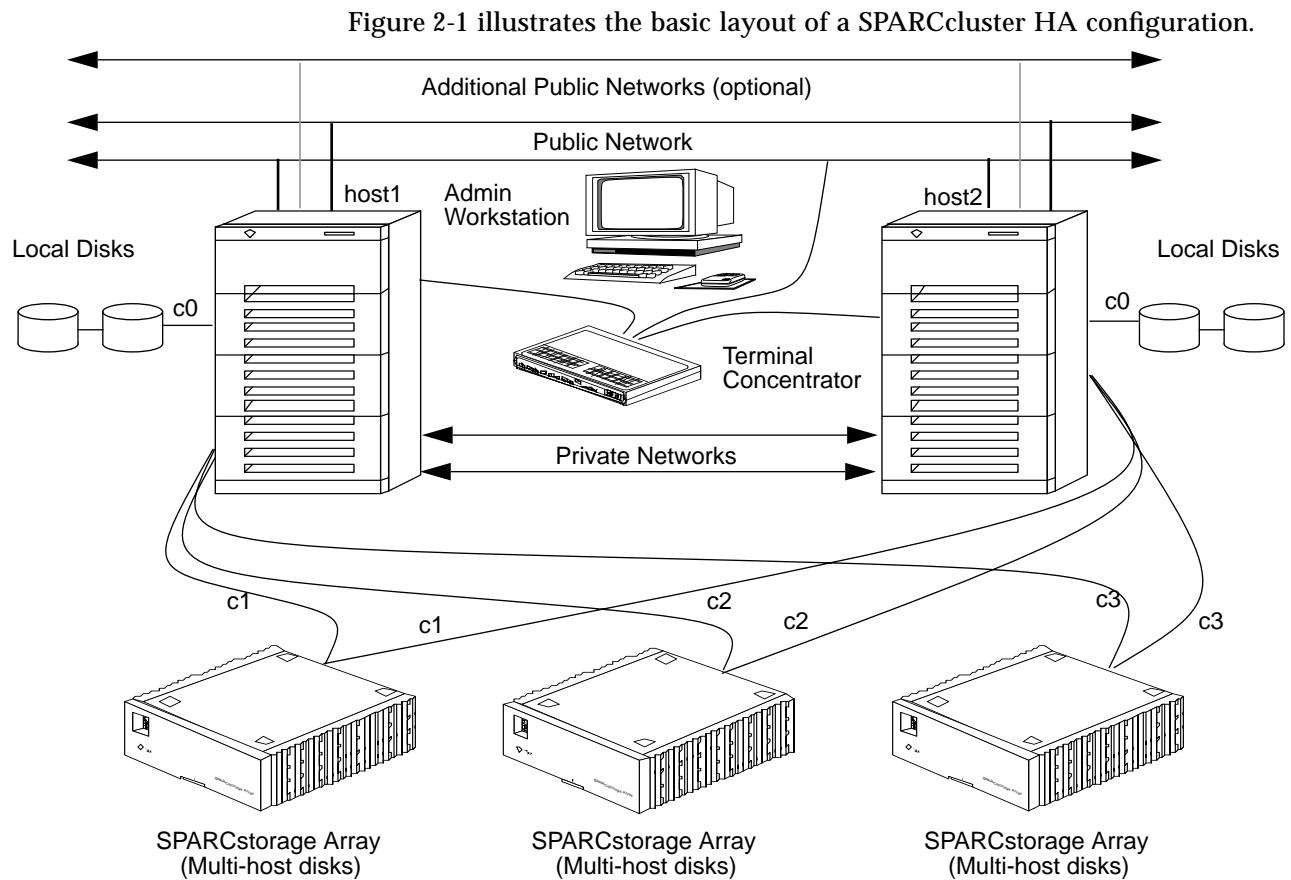 Figure 2-1 illustrates the basic layout of a SPARCcluster HA configuration.
Additional Public Networks (optional)
Public Network
host1
Admin
Workstation
host2
Local Disks
Local Disks
c0
c0
Terminal
Concentrator
Private Networks
c1
c1
c2
c2
c3
c3
SPARCstorage Array
(Multi-host disks)
SPARCstorage Array
(Multi-host disks)
SPARCstorage Array
(Multi-host disks)